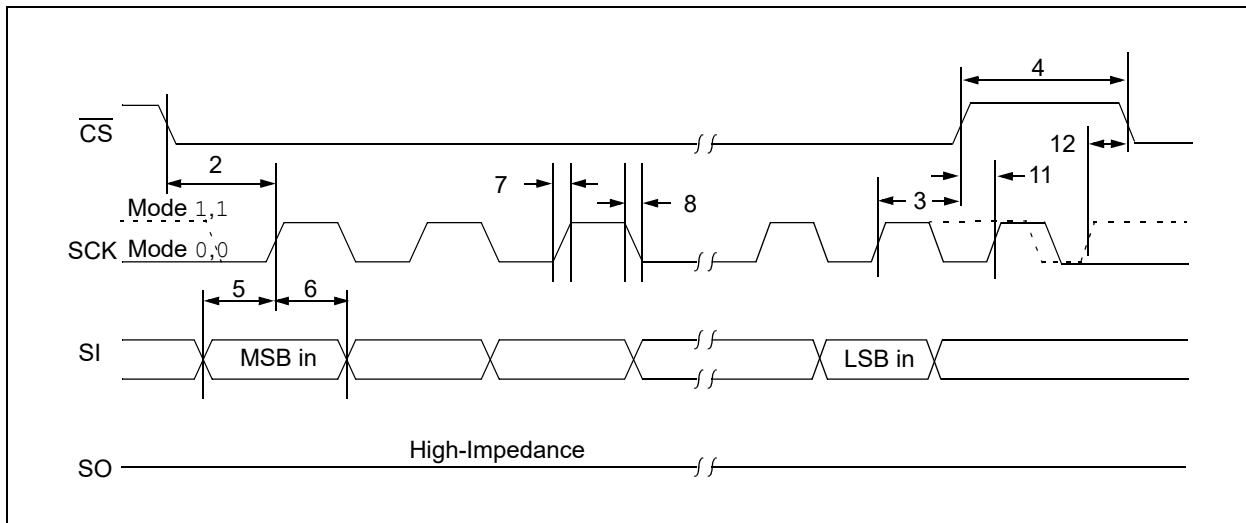 4
CS
12
2
7
8
3
11
Mode 1,1
SCK Mode 0,0
5
6
SI
MSB in
LSB in
High-Impedance
SO